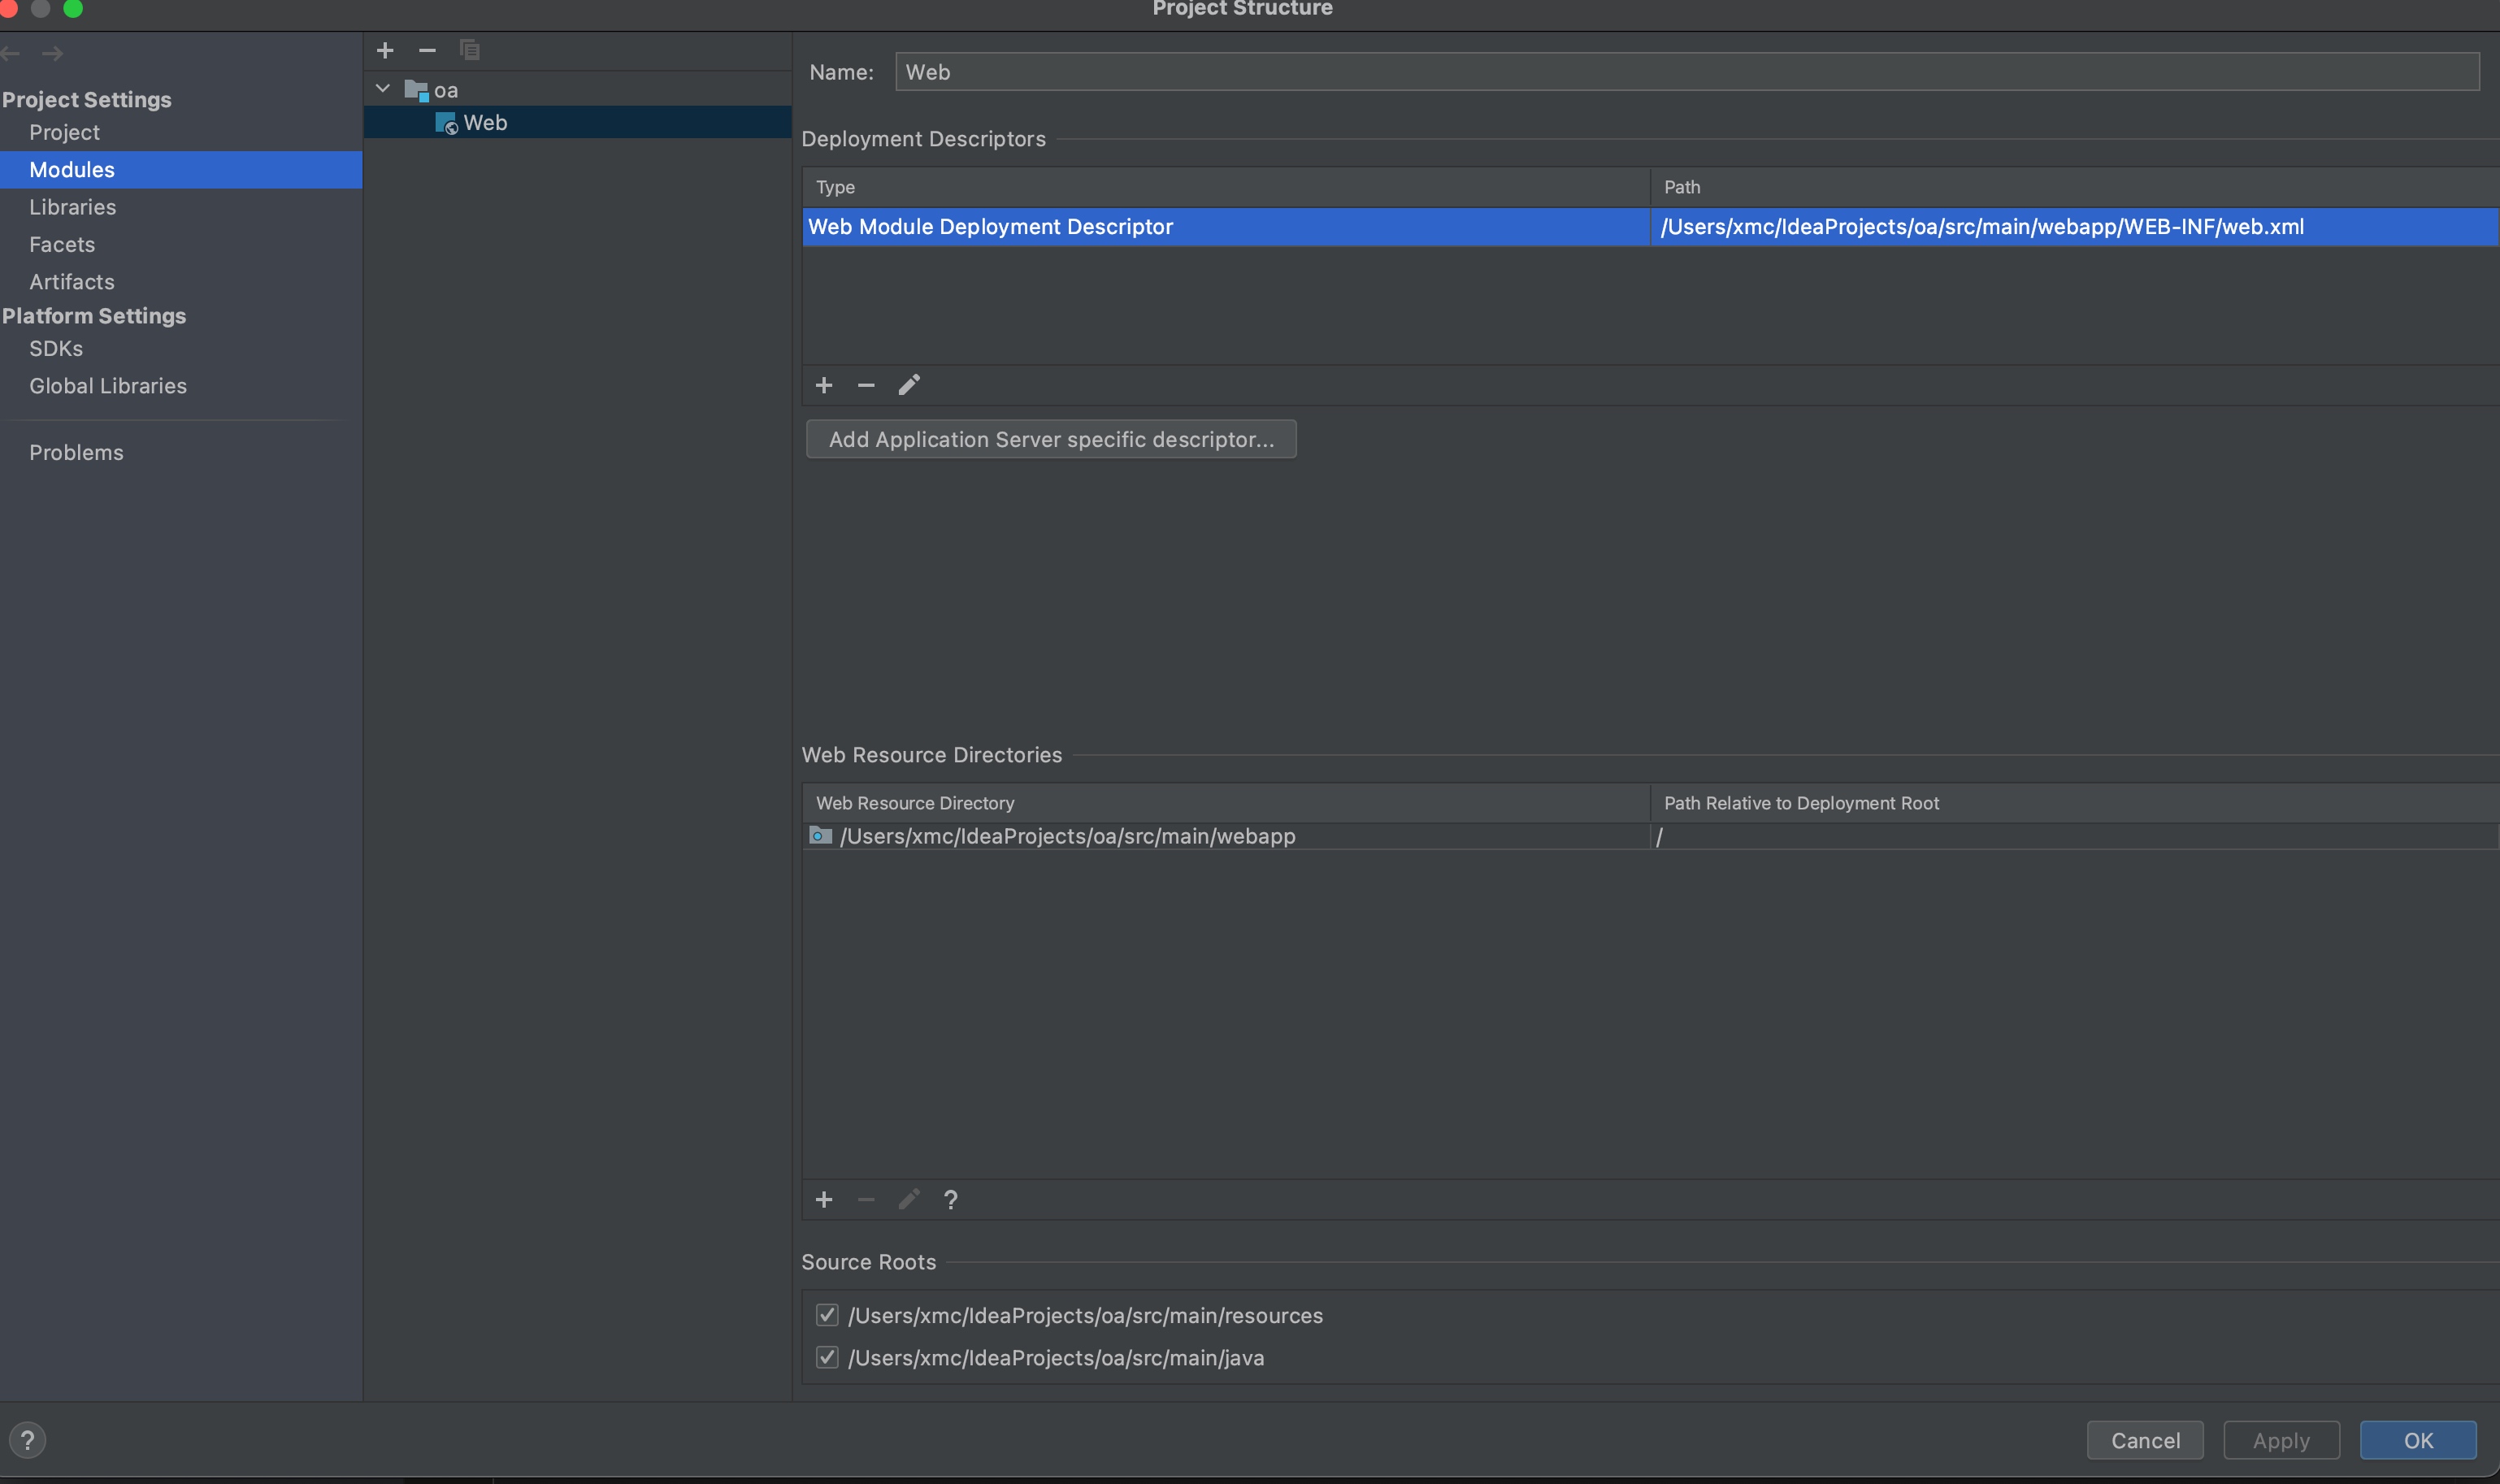 Project Structure
Project Settings
Project
Modules
Libraries
Facets
Artifacts
Platform Settings
SDKs
Global Libraries
Problems
oa
Web
Name: Web
Deployment Descriptors
Type Path
Web Module Deployment Descriptor /Users/xmc/IdeaProjects/oa/src/main/webapp/WEB-INF/web.xml
Add Application Server specific descriptor...
Web Resource Directories
Web Resource Directory Path Relative to Deployment Root
/Users/xmc/IdeaProjects/oa/src/main/webapp /
?
Source Roots
/Users/xmc/IdeaProjects/oa/src/main/resources
/Users/xmc/IdeaProjects/oa/src/main/java
? Cancel Apply OK